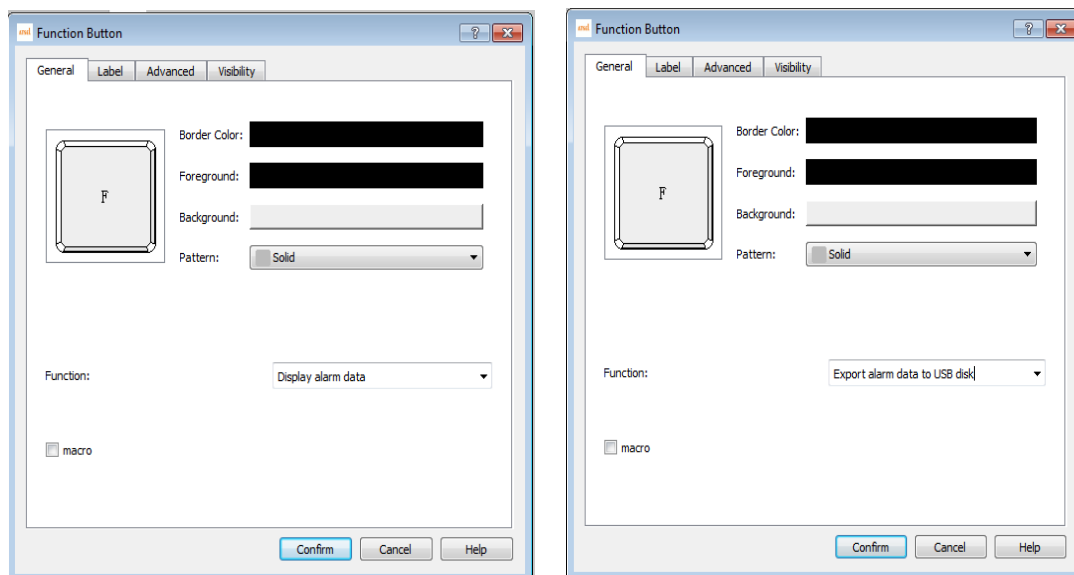 Function Button
General Label Advanced Visibility
F
Border Color:
Foreground:
Background:
Pattern: Solid
Function: Display alarm data
macro
Confirm Cancel Help
Function Button
General Label Advanced Visibility
F
Border Color:
Foreground:
Background:
Pattern: Solid
Function: Export alarm data to USB disk
macro
Confirm Cancel Help